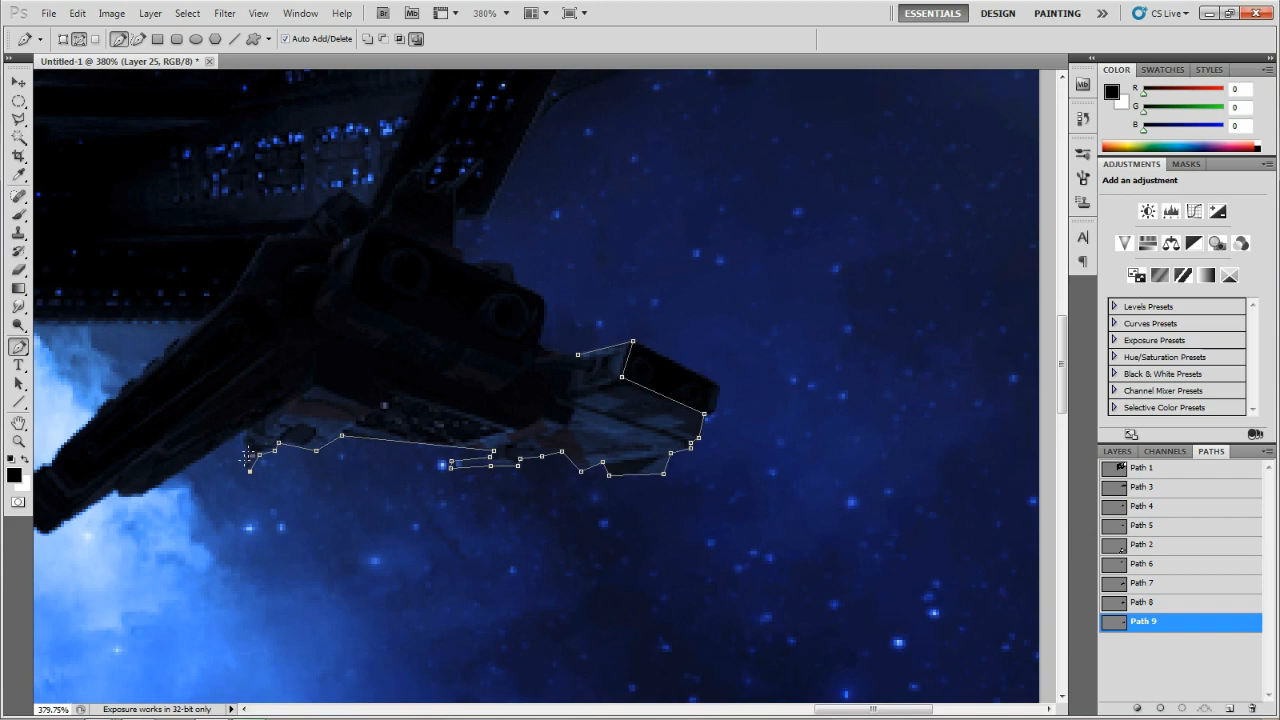 Ps File Edit Image Layer Select Filter View Window Help Br Mb 380% ESSENTIALS DESIGN PAINTING CS Live
Auto Add/Delete
Untitled-1 @ 380% (Layer 25, RGB/8) *
COLOR SWATCHES STYLES
R 0
G 0
B 0
ADJUSTMENTS MASKS
Add an adjustment
Levels Presets
Curves Presets
Exposure Presets
Hue/Saturation Presets
Black & White Presets
Channel Mixer Presets
Selective Color Presets
LAYERS CHANNELS PATHS
Path 1
Path 3
Path 4
Path 5
Path 2
Path 6
Path 7
Path 8
Path 9
379.75% Exposure works in 32-bit only